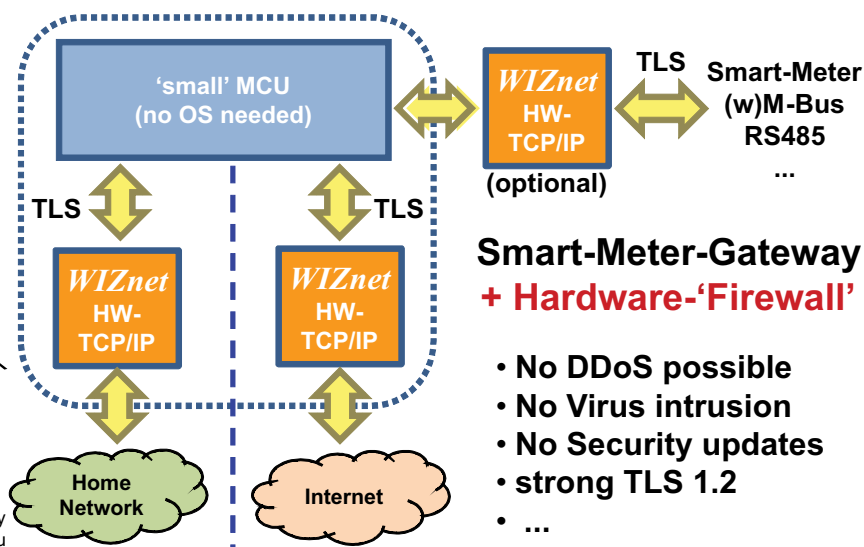 ‘small’ MCU
(no OS needed)
WIZnet
HW-
TCP/IP
(optional)
TLS
Smart-Meter
(w)M-Bus
RS485
...
TLS
TLS
WIZnet
HW-
TCP/IP
WIZnet
HW-
TCP/IP
Home
Network
Internet
Smart-Meter-Gateway
+ Hardware-‘Firewall’
• No DDoS possible
• No Virus intrusion
• No Security updates
• strong TLS 1.2
• ...